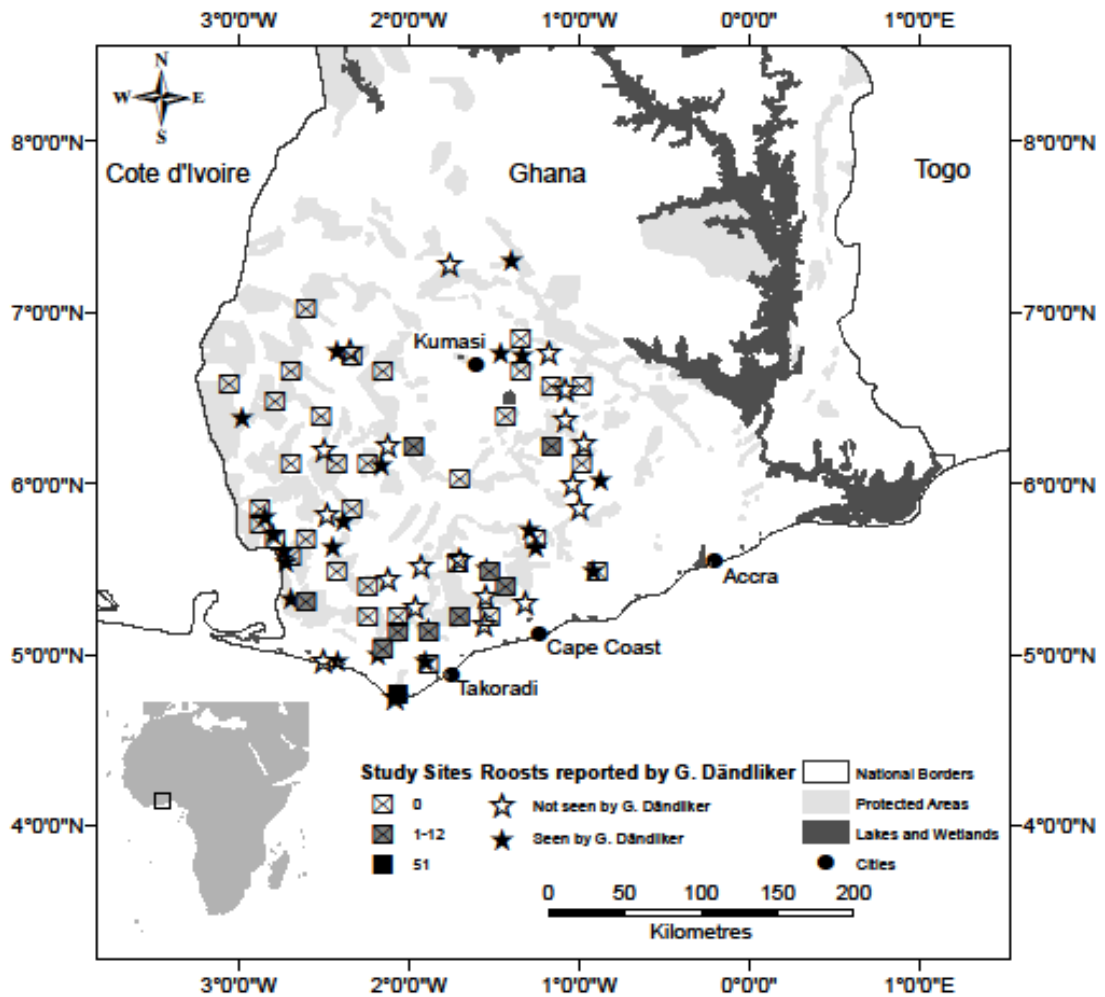 3°0'0"W 2°0'0"W 1°0'0"W 0°0'0" 1°0'0"E
N
W E
S
8°0'0"N 8°0'0"N
Cote d'Ivoire Ghana Togo
7°0'0"N 7°0'0"N
Kumasi
6°0'0"N 6°0'0"N
Accra
Cape Coast
5°0'0"N 5°0'0"N
Takoradi
Study Sites Roosts reported by G. Dändliker National Borders
0 Not seen by G. Dändliker Protected Areas
4°0'0"N 4°0'0"N
1-12 Seen by G. Dändliker Lakes and Wetlands
51 Cities
0 50 100 150 200
Kilometres
3°0'0"W 2°0'0"W 1°0'0"W 0°0'0" 1°0'0"E